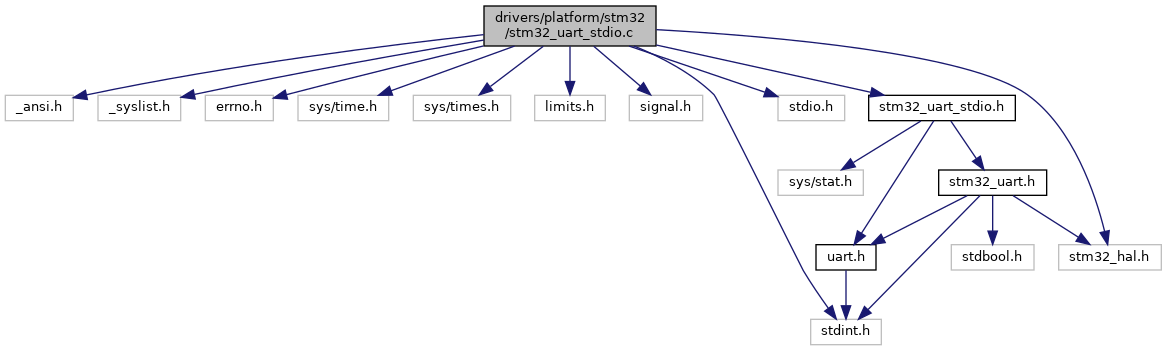 drivers/platform/stm32
/stm32_uart_stdio.c
_ansi.h
_syslist.h
errno.h
sys/time.h
sys/times.h
limits.h
signal.h
stdio.h
stm32_uart_stdio.h
sys/stat.h
stm32_uart.h
uart.h
stdbool.h
stm32_hal.h
stdint.h